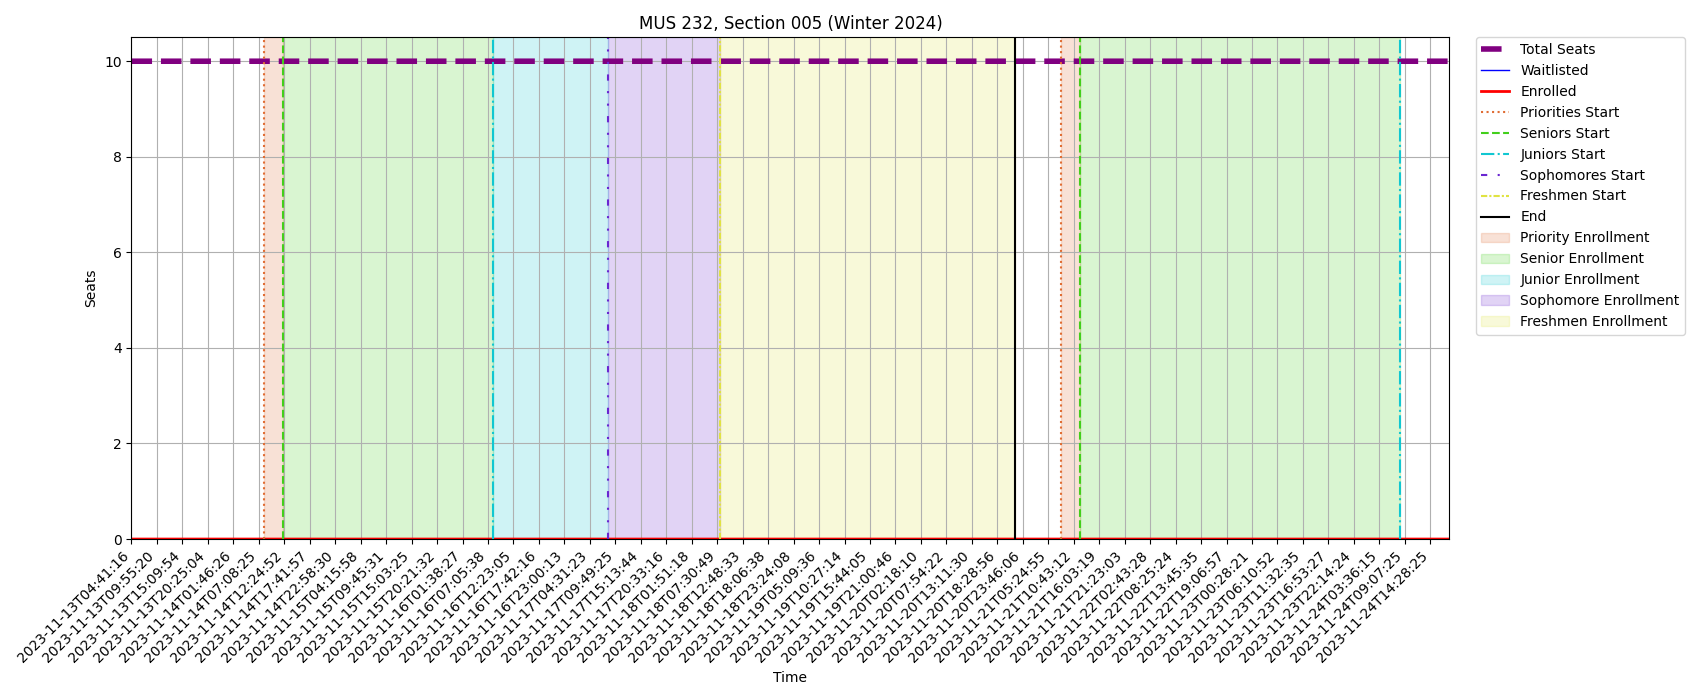 MUS 232, Section 005 (Winter 2024)
10
8
6
4
2
0
Seats
2023-11-13T04:41:16
2023-11-13T09:55:20
2023-11-13T15:09:54
2023-11-13T20:25:04
2023-11-14T01:46:26
2023-11-14T07:08:25
2023-11-14T12:24:52
2023-11-14T17:41:57
2023-11-14T22:58:30
2023-11-15T04:15:58
2023-11-15T09:45:31
2023-11-15T15:03:25
2023-11-15T20:21:32
2023-11-16T01:38:27
2023-11-16T07:05:38
2023-11-16T12:23:05
2023-11-16T17:42:16
2023-11-16T23:00:13
2023-11-17T04:31:23
2023-11-17T09:49:25
2023-11-17T15:13:44
2023-11-17T20:33:16
2023-11-18T01:51:18
2023-11-18T07:30:49
2023-11-18T12:48:33
2023-11-18T18:06:38
2023-11-18T23:24:08
2023-11-19T05:09:36
2023-11-19T10:27:14
2023-11-19T15:44:05
2023-11-19T21:00:46
2023-11-20T02:18:10
2023-11-20T07:54:22
2023-11-20T13:11:30
2023-11-20T18:28:56
2023-11-20T23:46:06
2023-11-21T05:24:55
2023-11-21T10:43:12
2023-11-21T16:03:19
2023-11-21T21:23:03
2023-11-22T02:43:28
2023-11-22T08:25:24
2023-11-22T13:45:35
2023-11-22T19:06:57
2023-11-23T00:28:21
2023-11-23T06:10:52
2023-11-23T11:32:35
2023-11-23T16:53:27
2023-11-23T22:14:24
2023-11-24T03:36:15
2023-11-24T09:07:25
2023-11-24T14:28:25
Time
Total Seats
Waitlisted
Enrolled
Priorities Start
Seniors Start
Juniors Start
Sophomores Start
Freshmen Start
End
Priority Enrollment
Senior Enrollment
Junior Enrollment
Sophomore Enrollment
Freshmen Enrollment